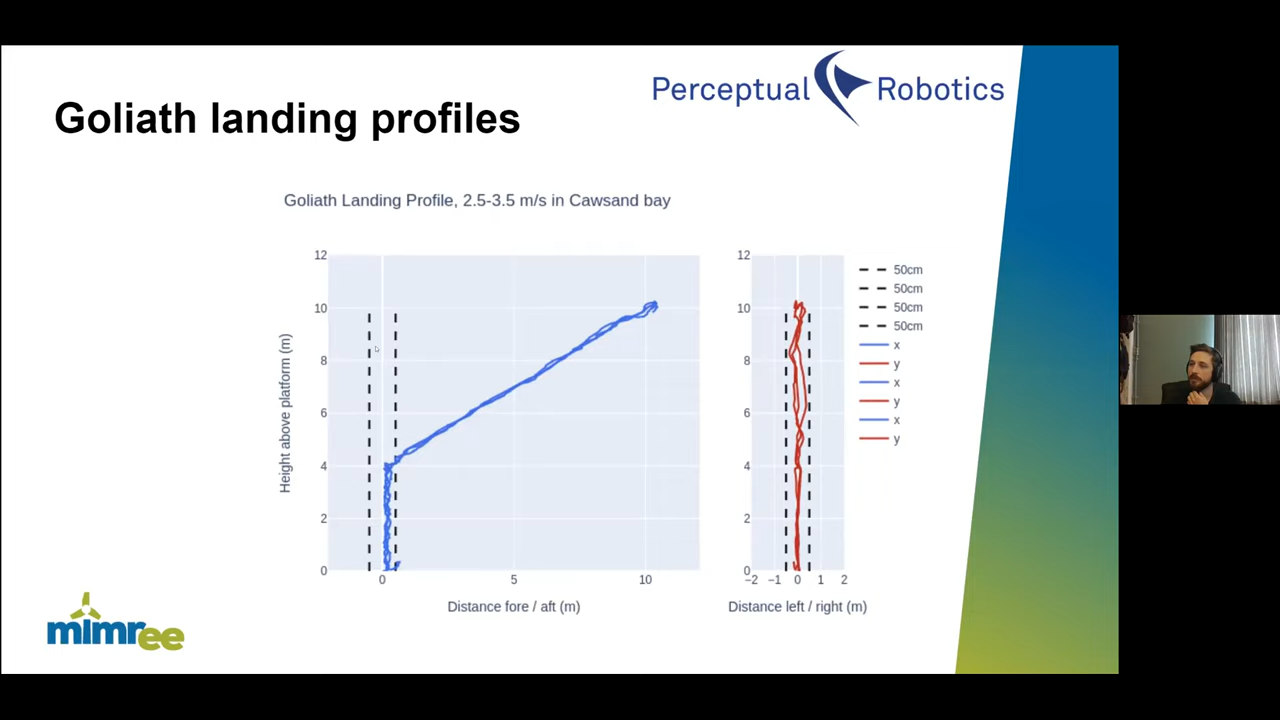 Perceptual Robotics
Goliath landing profiles
Goliath Landing Profile, 2.5-3.5 m/s in Cawsand bay
12
10
8
6
4
2
0
Height above platform (m)
0
5
10
Distance fore / aft (m)
12
10
8
6
4
2
0
−2
−1
0
1
2
Distance left / right (m)
50cm
50cm
50cm
50cm
x
y
x
y
x
y
mimree